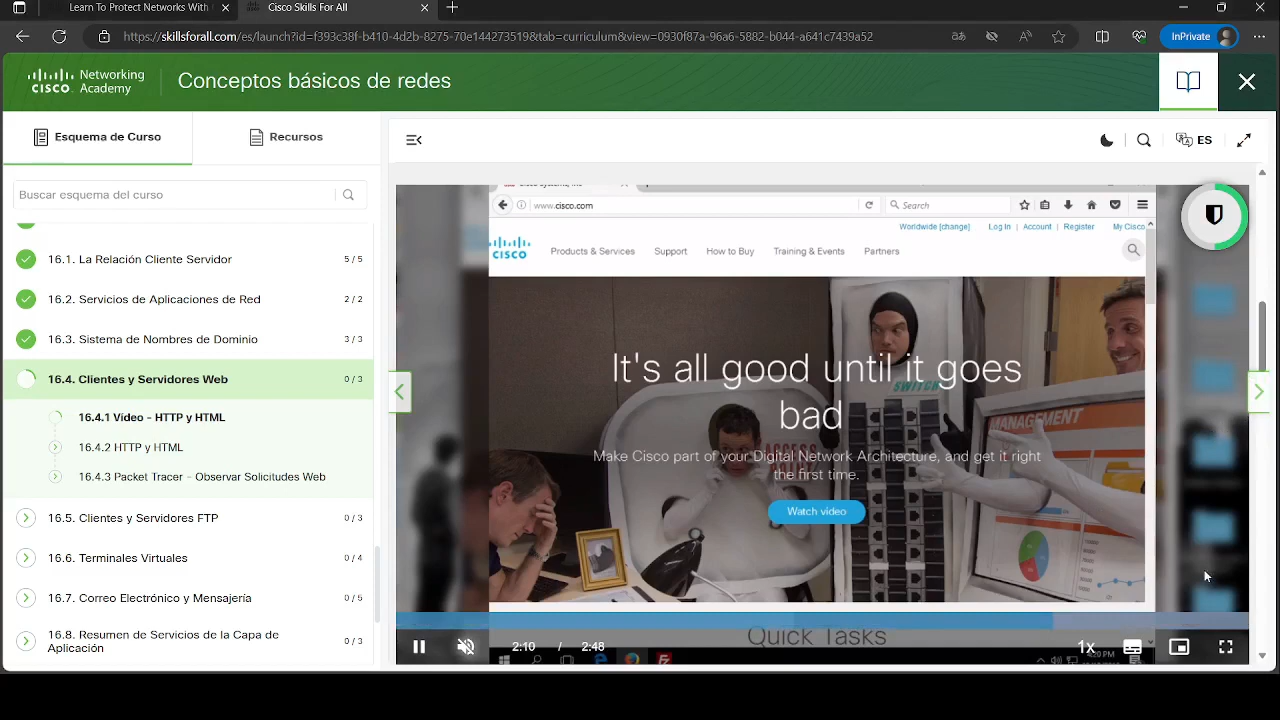 Learn To Protect Networks With
Cisco Skills For All
https://skillsforall.com/es/launch?id=f393c38f-b410-4d2b-8275-70e144273519&tab=curriculum&view=0930f87a-96a6-5882-b044-a641c7439a52
InPrivate
Networking
Academy
CISCO
Conceptos básicos de redes
Esquema de Curso
Recursos
ES
Buscar esquema del curso
16.1. La Relación Cliente Servidor
5 / 5
16.2. Servicios de Aplicaciones de Red
2 / 2
16.3. Sistema de Nombres de Dominio
3 / 3
16.4. Clientes y Servidores Web
0 / 3
16.4.1 Vídeo - HTTP y HTML
16.4.2 HTTP y HTML
16.4.3 Packet Tracer - Observar Solicitudes Web
16.5. Clientes y Servidores FTP
0 / 3
16.6. Terminales Virtuales
0 / 4
16.7. Correo Electrónico y Mensajería
0 / 5
16.8. Resumen de Servicios de la Capa de
Aplicación
0 / 3
www.cisco.com
Search
Worldwide [change]
Log In | Account | Register
My Cisco
CISCO
Products & Services
Support
How to Buy
Training & Events
Partners
It's all good until it goes
bad
Make Cisco part of your Digital Network Architecture, and get it right
the first time.
Watch video
SWITCH
ACCESS
MANAGEMENT
Quick Tasks
2:10 / 2:48
1x
4:29 PM